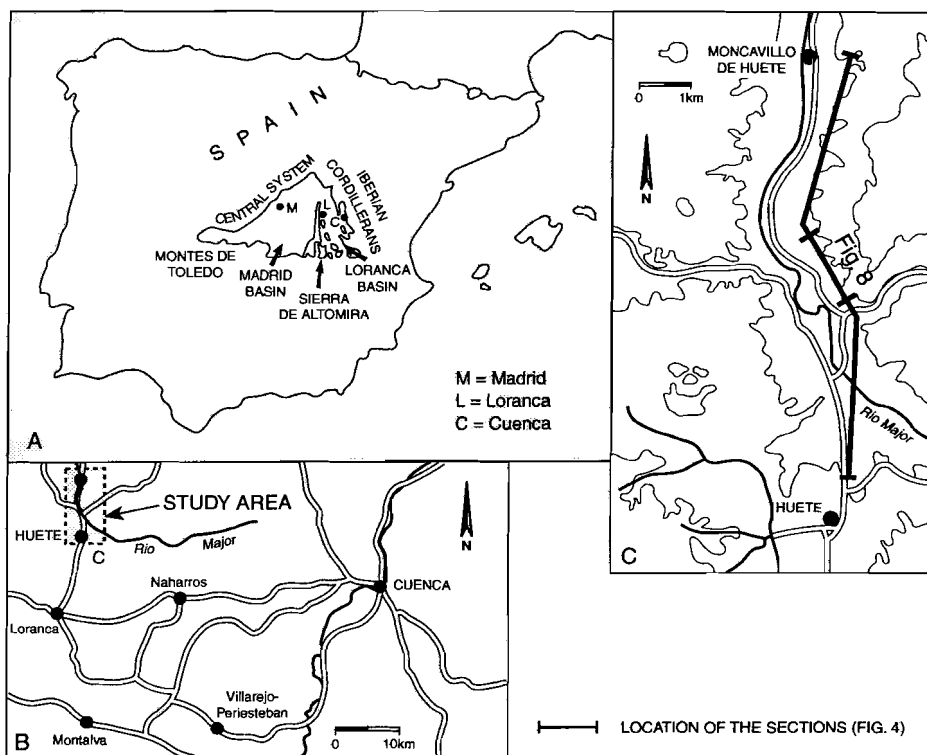 SPAIN
CENTRAL SYSTEM
IBERIAN
CORDILLERANS
M
L
C
MONTES DE
TOLEDO
MADRID
BASIN
SIERRA
DE ALTOMIRA
LORANCA
BASIN
M = Madrid
L = Loranca
C = Cuenca
A
STUDY AREA
HUETE
C
Rio Major
N
Naharros
CUENCA
Loranca
Villarejo-
Periesteban
Montalva
0 10km
B
MONCAVILLO
DE HUETE
0 1km
N
Fig. 8
Rio Major
HUETE
C
LOCATION OF THE SECTIONS (FIG. 4)